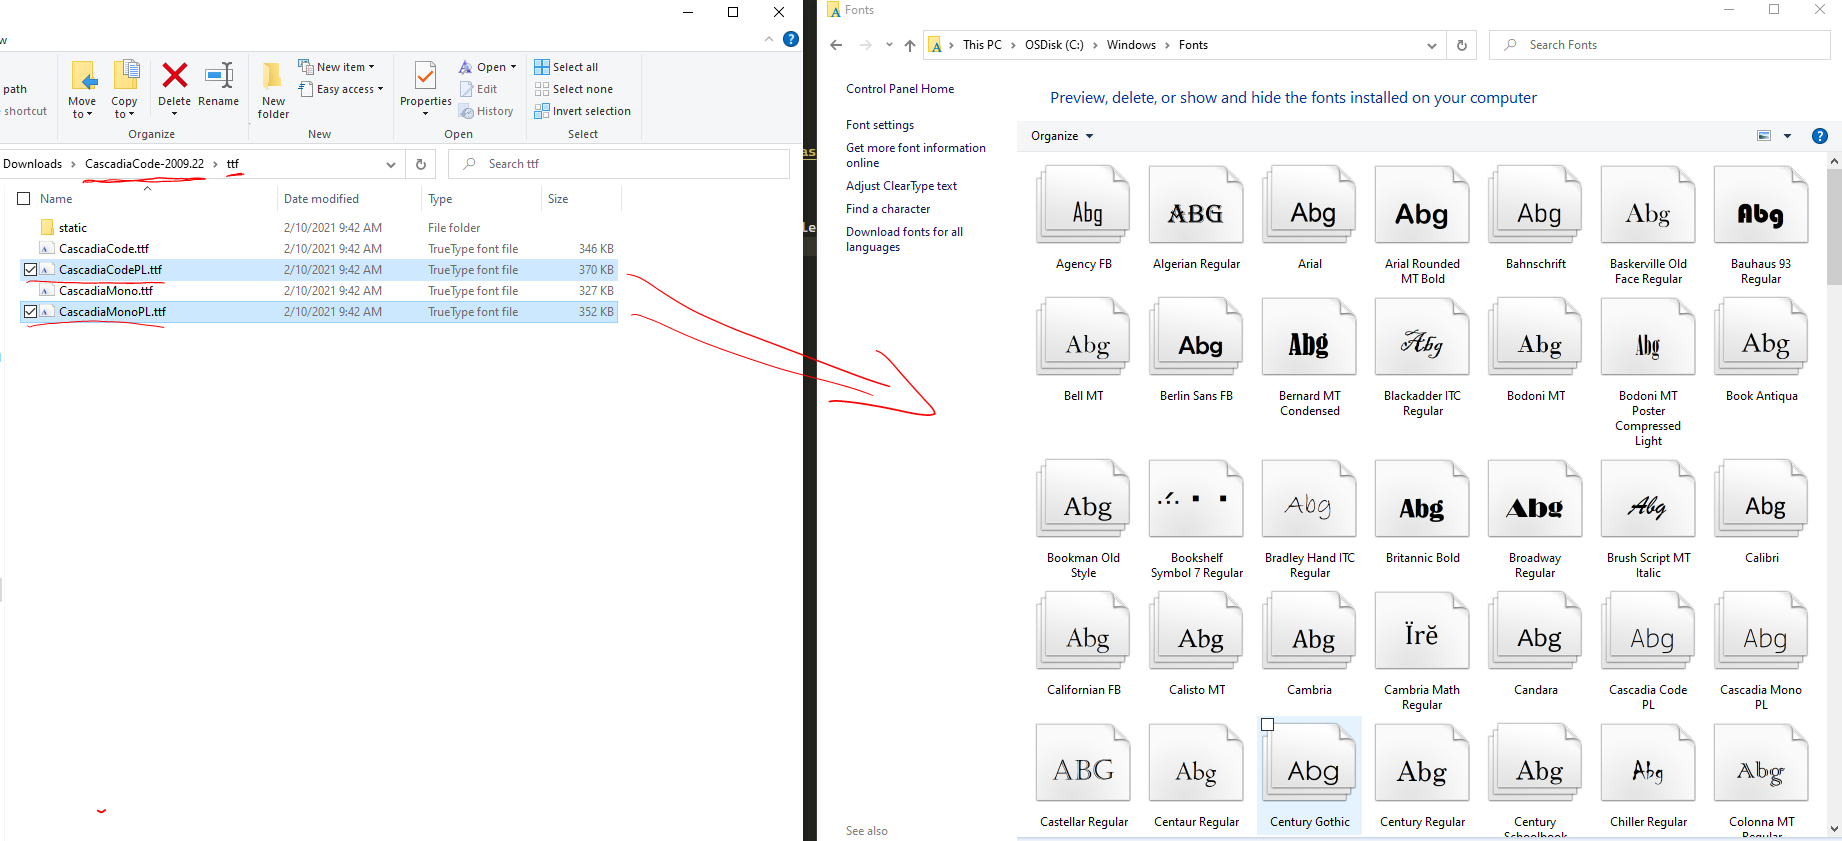 w
path
shortcut
Move to
Copy to
Delete
Rename
New folder
New item
Easy access
Properties
Open
Edit
History
Select all
Select none
Invert selection
Organize
New
Open
Select
Downloads > CascadiaCode-2009.22 > ttf
Search ttf
Name Date modified Type Size
static 2/10/2021 9:42 AM File folder
CascadiaCode.ttf 2/10/2021 9:42 AM TrueType font file 346 KB
CascadiaCodePL.ttf 2/10/2021 9:42 AM TrueType font file 370 KB
CascadiaMono.ttf 2/10/2021 9:42 AM TrueType font file 327 KB
CascadiaMonoPL.ttf 2/10/2021 9:42 AM TrueType font file 352 KB
as
le
Fonts
This PC > OSDisk (C:) > Windows > Fonts
Search Fonts
Control Panel Home
Font settings
Get more font information
online
Adjust ClearType text
Find a character
Download fonts for all
languages
See also
Preview, delete, or show and hide the fonts installed on your computer
Organize
Abg ABG Abg Abg Abg Abg Abg
Agency FB
Algerian Regular
Arial
Arial Rounded
MT Bold
Bahnschrift
Baskerville Old
Face Regular
Bauhaus 93
Regular
Abg Abg Abg Abg Abg Abg Abg
Bell MT
Berlin Sans FB
Bernard MT
Condensed
Blackadder ITC
Regular
Bodoni MT
Bodoni MT
Poster
Compressed
Light
Book Antiqua
Abg Abg Abg Abg Abg Abg
Bookman Old
Style
Bookshelf
Symbol 7 Regular
Bradley Hand ITC
Regular
Britannic Bold
Broadway
Regular
Brush Script MT
Italic
Calibri
Abg Abg Abg Ïrĕ Abg Abg Abg
Californian FB
Calisto MT
Cambria
Cambria Math
Regular
Candara
Cascadia Code
PL
Cascadia Mono
PL
ABG Abg Abg Abg Abg Abg Abg
Castellar Regular
Centaur Regular
Century Gothic
Century Regular
Century
Schoolbook
Chiller Regular
Colonna MT
Regular